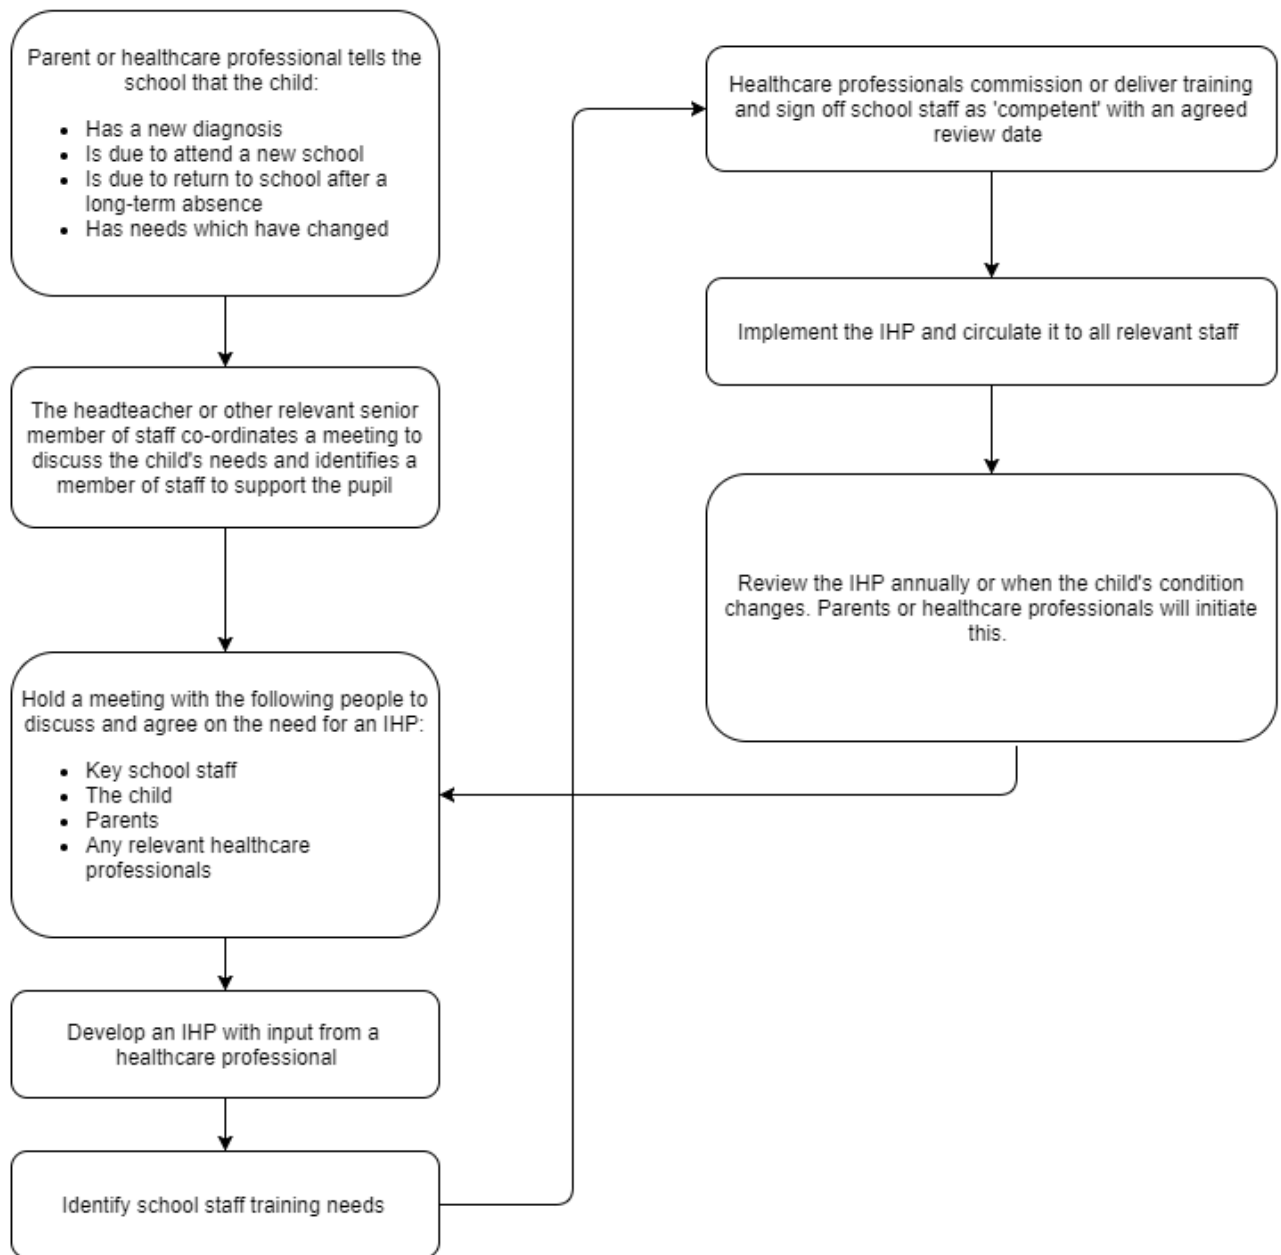 Parent or healthcare professional tells the
school that the child:
• Has a new diagnosis
• Is due to attend a new school
• Is due to return to school after a
long-term absence
• Has needs which have changed
The headteacher or other relevant senior
member of staff co-ordinates a meeting to
discuss the child's needs and identifies a
member of staff to support the pupil
Hold a meeting with the following people to
discuss and agree on the need for an IHP:
• Key school staff
• The child
• Parents
• Any relevant healthcare
professionals
Develop an IHP with input from a
healthcare professional
Identify school staff training needs
Healthcare professionals commission or deliver training
and sign off school staff as 'competent' with an agreed
review date
Implement the IHP and circulate it to all relevant staff
Review the IHP annually or when the child's condition
changes. Parents or healthcare professionals will initiate
this.